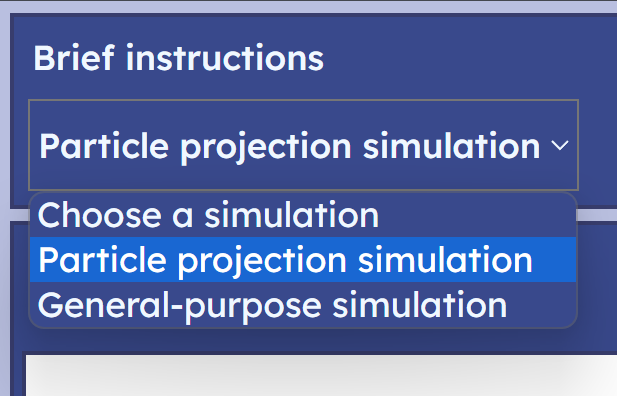 Brief instructions
Particle projection simulation
Choose a simulation
Particle projection simulation
General-purpose simulation